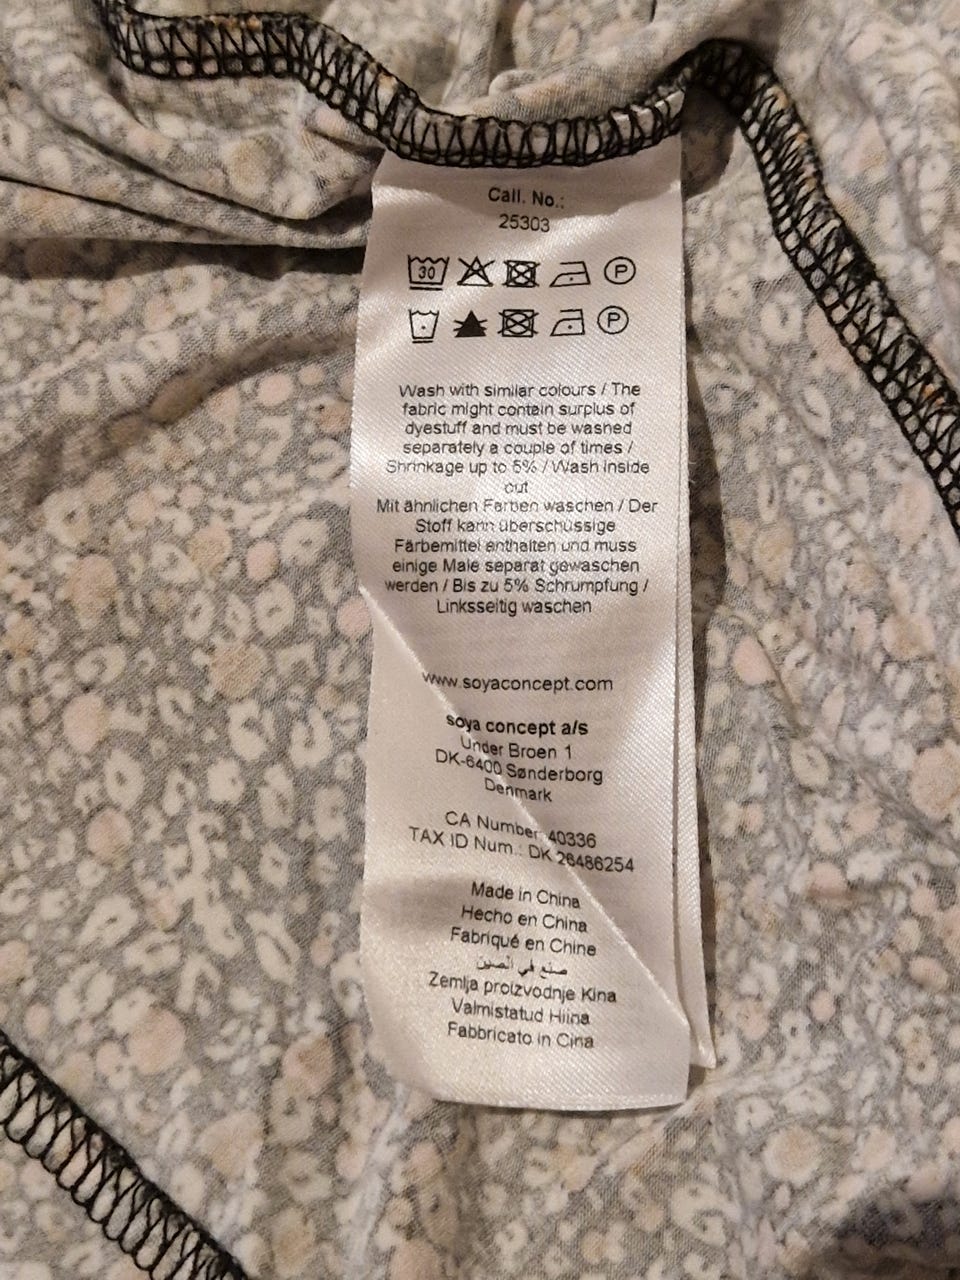 Call. No.:
25303
30 P
P
Wash with similar colours / The
fabric might contain surplus of
dyestuff and must be washed
separately a couple of times /
Shrinkage up to 5% / Wash inside
out
Mit ähnlichen Farben waschen / Der
Stoff kann überschüssige
Färbemittel enthalten und muss
einige Male separat gewaschen
werden / Bis zu 5% Schrumpfung /
Linksseitig waschen
www.soyaconcept.com
soya concept a/s
Under Broen 1
DK-6400 Sønderborg
Denmark
CA Number 40336
TAX ID Num.: DK 26486254
Made in China
Hecho en China
Fabriqué en Chine
صنع في الصين
Zemlja proizvodnje Kina
Valmistatud Hiina
Fabbricato in Cina